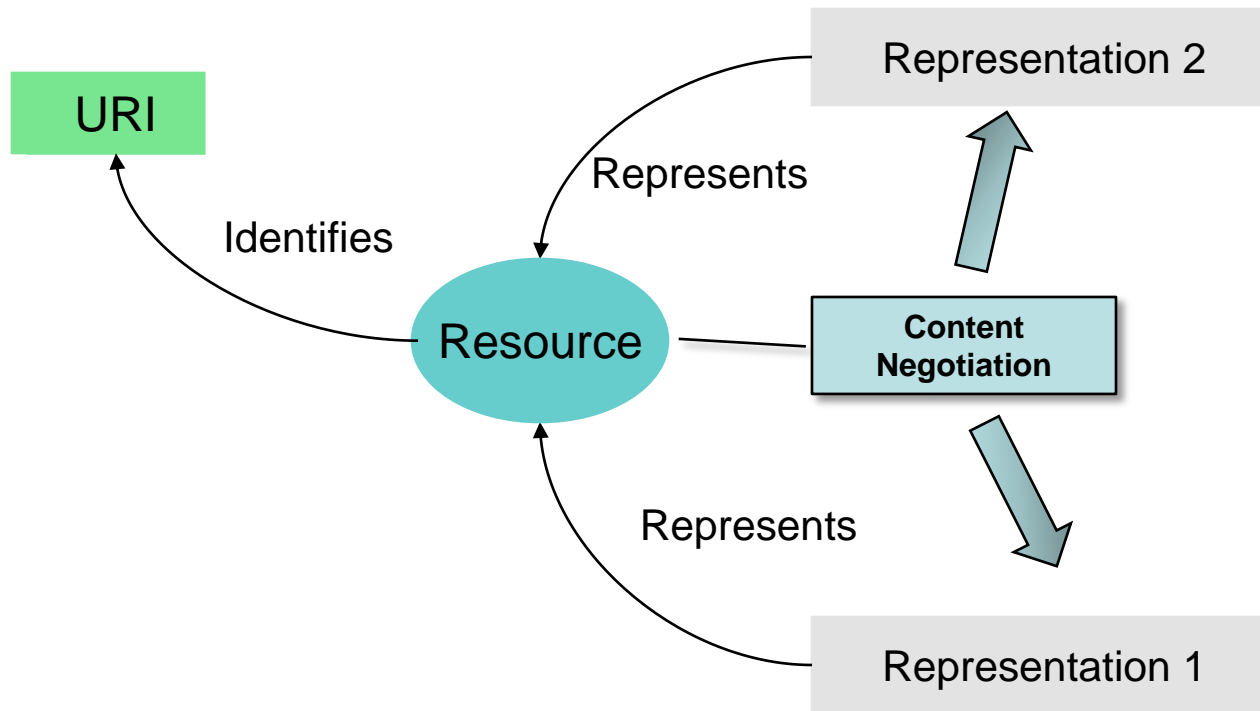 Representation 2
URI
Represents
Identifies
Resource
Content
Negotiation
Represents
Representation 1